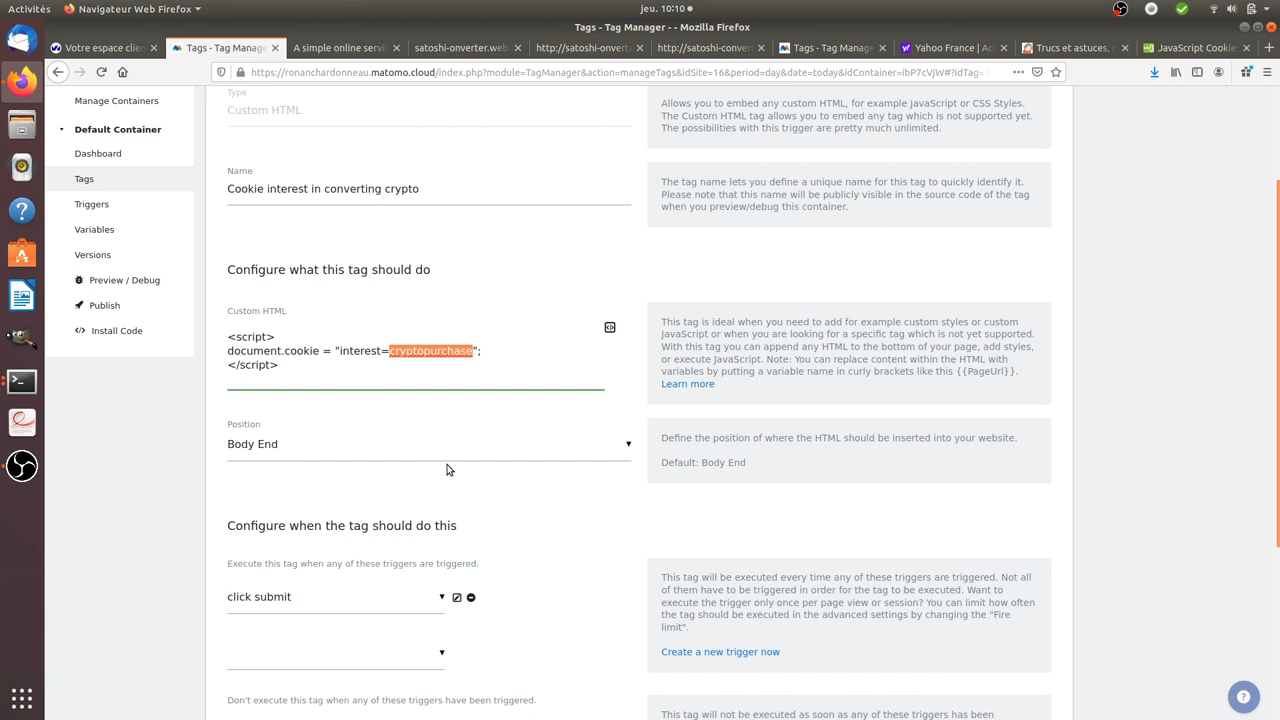 Activités
Firefox Web Browser
jeu. 10:10
Tags - Tag Manager - Mozilla Firefox
Votre espace clien
Tags - Tag Manage
A simple online servi
satoshi-onverter.web
http://satoshi-onver
http://satoshi-conver
Tags - Tag Manage
Yahoo France | Act
Trucs et astuces, n
JavaScript Cookies
https://ronanchardonneau.matomo.cloud/index.php?module=TagManager&action=manageTags&idSite=16&period=day&date=today&idContainer=ibP7cVjW#?idTag=
Manage Containers
Default Container
Dashboard
Tags
Triggers
Variables
Versions
Preview / Debug
Publish
Install Code
Type
Custom HTML
Allows you to embed any custom HTML, for example JavaScript or CSS Styles.
The Custom HTML tag allows you to embed any tag which is not supported yet.
The possibilities with this trigger are pretty much unlimited.
Name
Cookie interest in converting crypto
The tag name lets you define a unique name for this tag to quickly identify it.
Please note that this name will be publicly visible in the source code of the tag
when you preview/debug this container.
Configure what this tag should do
Custom HTML
<script>
document.cookie = "interest=cryptopurchase";
</script>
This tag is ideal when you need to add for example custom styles or custom
JavaScript or when you are looking for a specific tag which is not yet supported.
With this tag you can append any HTML to the bottom of your page, add styles,
or execute JavaScript. Note: You can replace content within the HTML with
variables by putting a variable name in curly brackets like this {{PageUrl}}.
Learn more
Position
Body End
Define the position of where the HTML should be inserted into your website.
Default: Body End
Configure when the tag should do this
Execute this tag when any of these triggers are triggered.
click submit
This tag will be executed every time any of these triggers are triggered. Not all
of them have to be triggered in order for the tag to be executed. Want to
execute the trigger only once per page view or session? You can limit how often
the tag should be executed in the advanced settings by changing the "Fire
limit".
Create a new trigger now
Don't execute this tag when any of these triggers have been triggered.
This tag will not be executed as soon as any of these triggers has been